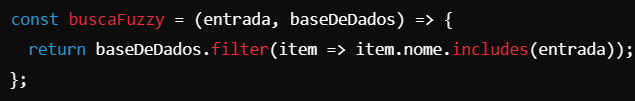 const buscaFuzzy = (entrada, baseDeDados) => {
  return baseDeDados.filter(item => item.nome.includes(entrada));
};